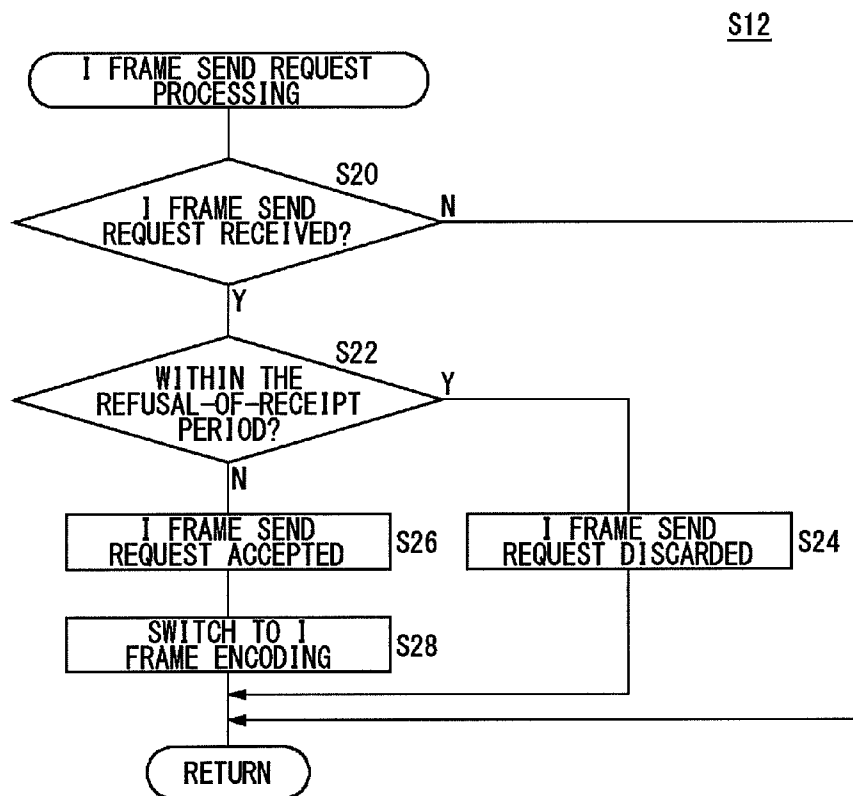 S12
I FRAME SEND REQUEST
PROCESSING
S20
I FRAME SEND
REQUEST RECEIVED?
N
Y
S22
WITHIN THE
REFUSAL-OF-RECEIPT
PERIOD?
Y
N
I FRAME SEND
REQUEST ACCEPTED
S26
I FRAME SEND
REQUEST DISCARDED
S24
SWITCH TO I
FRAME ENCODING
S28
RETURN